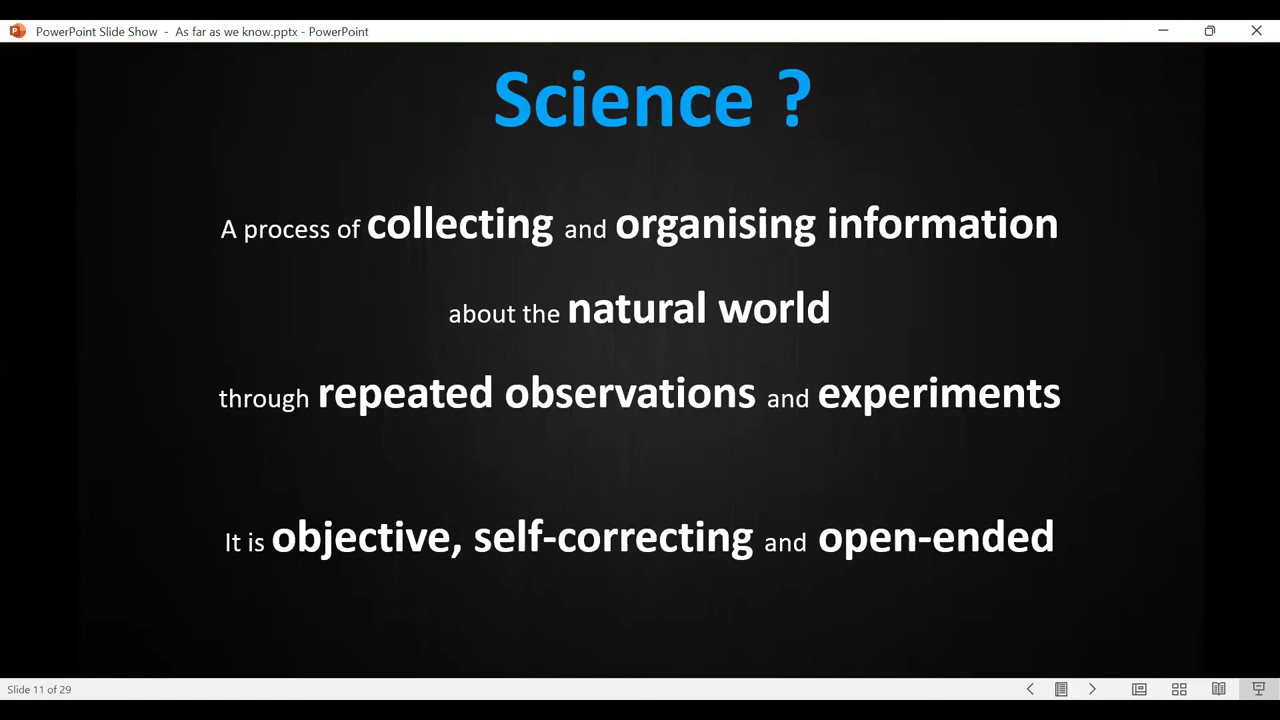 PowerPoint Slide Show - As far as we know.pptx - PowerPoint
Science ?
A process of collecting and organising information
about the natural world
through repeated observations and experiments
It is objective, self-correcting and open-ended
Slide 11 of 29